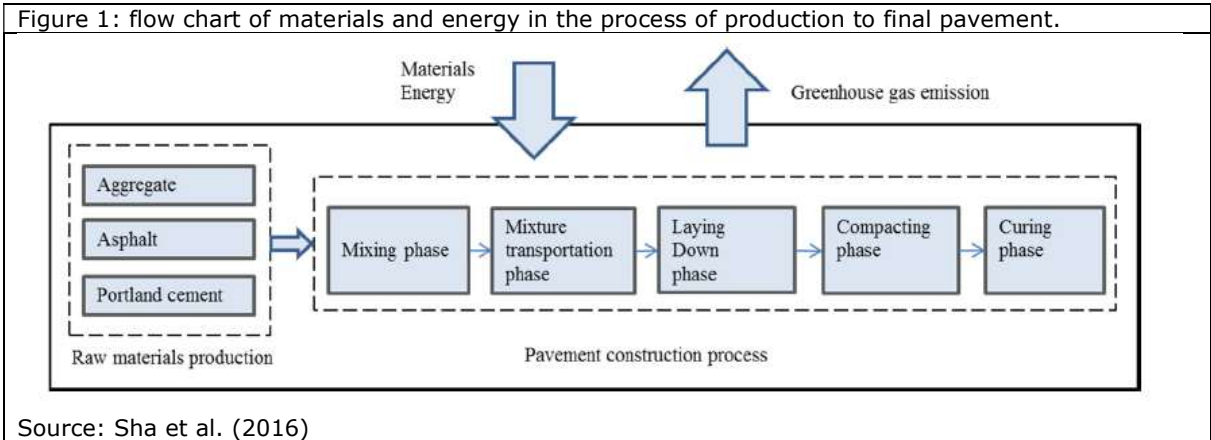 Figure 1: flow chart of materials and energy in the process of production to final pavement.
Materials
Energy
Greenhouse gas emission
Aggregate
Asphalt
Portland cement
Raw materials production
Mixing phase
Mixture
transportation
phase
Laying
Down
phase
Compacting
phase
Curing
phase
Pavement construction process
Source: Sha et al. (2016)